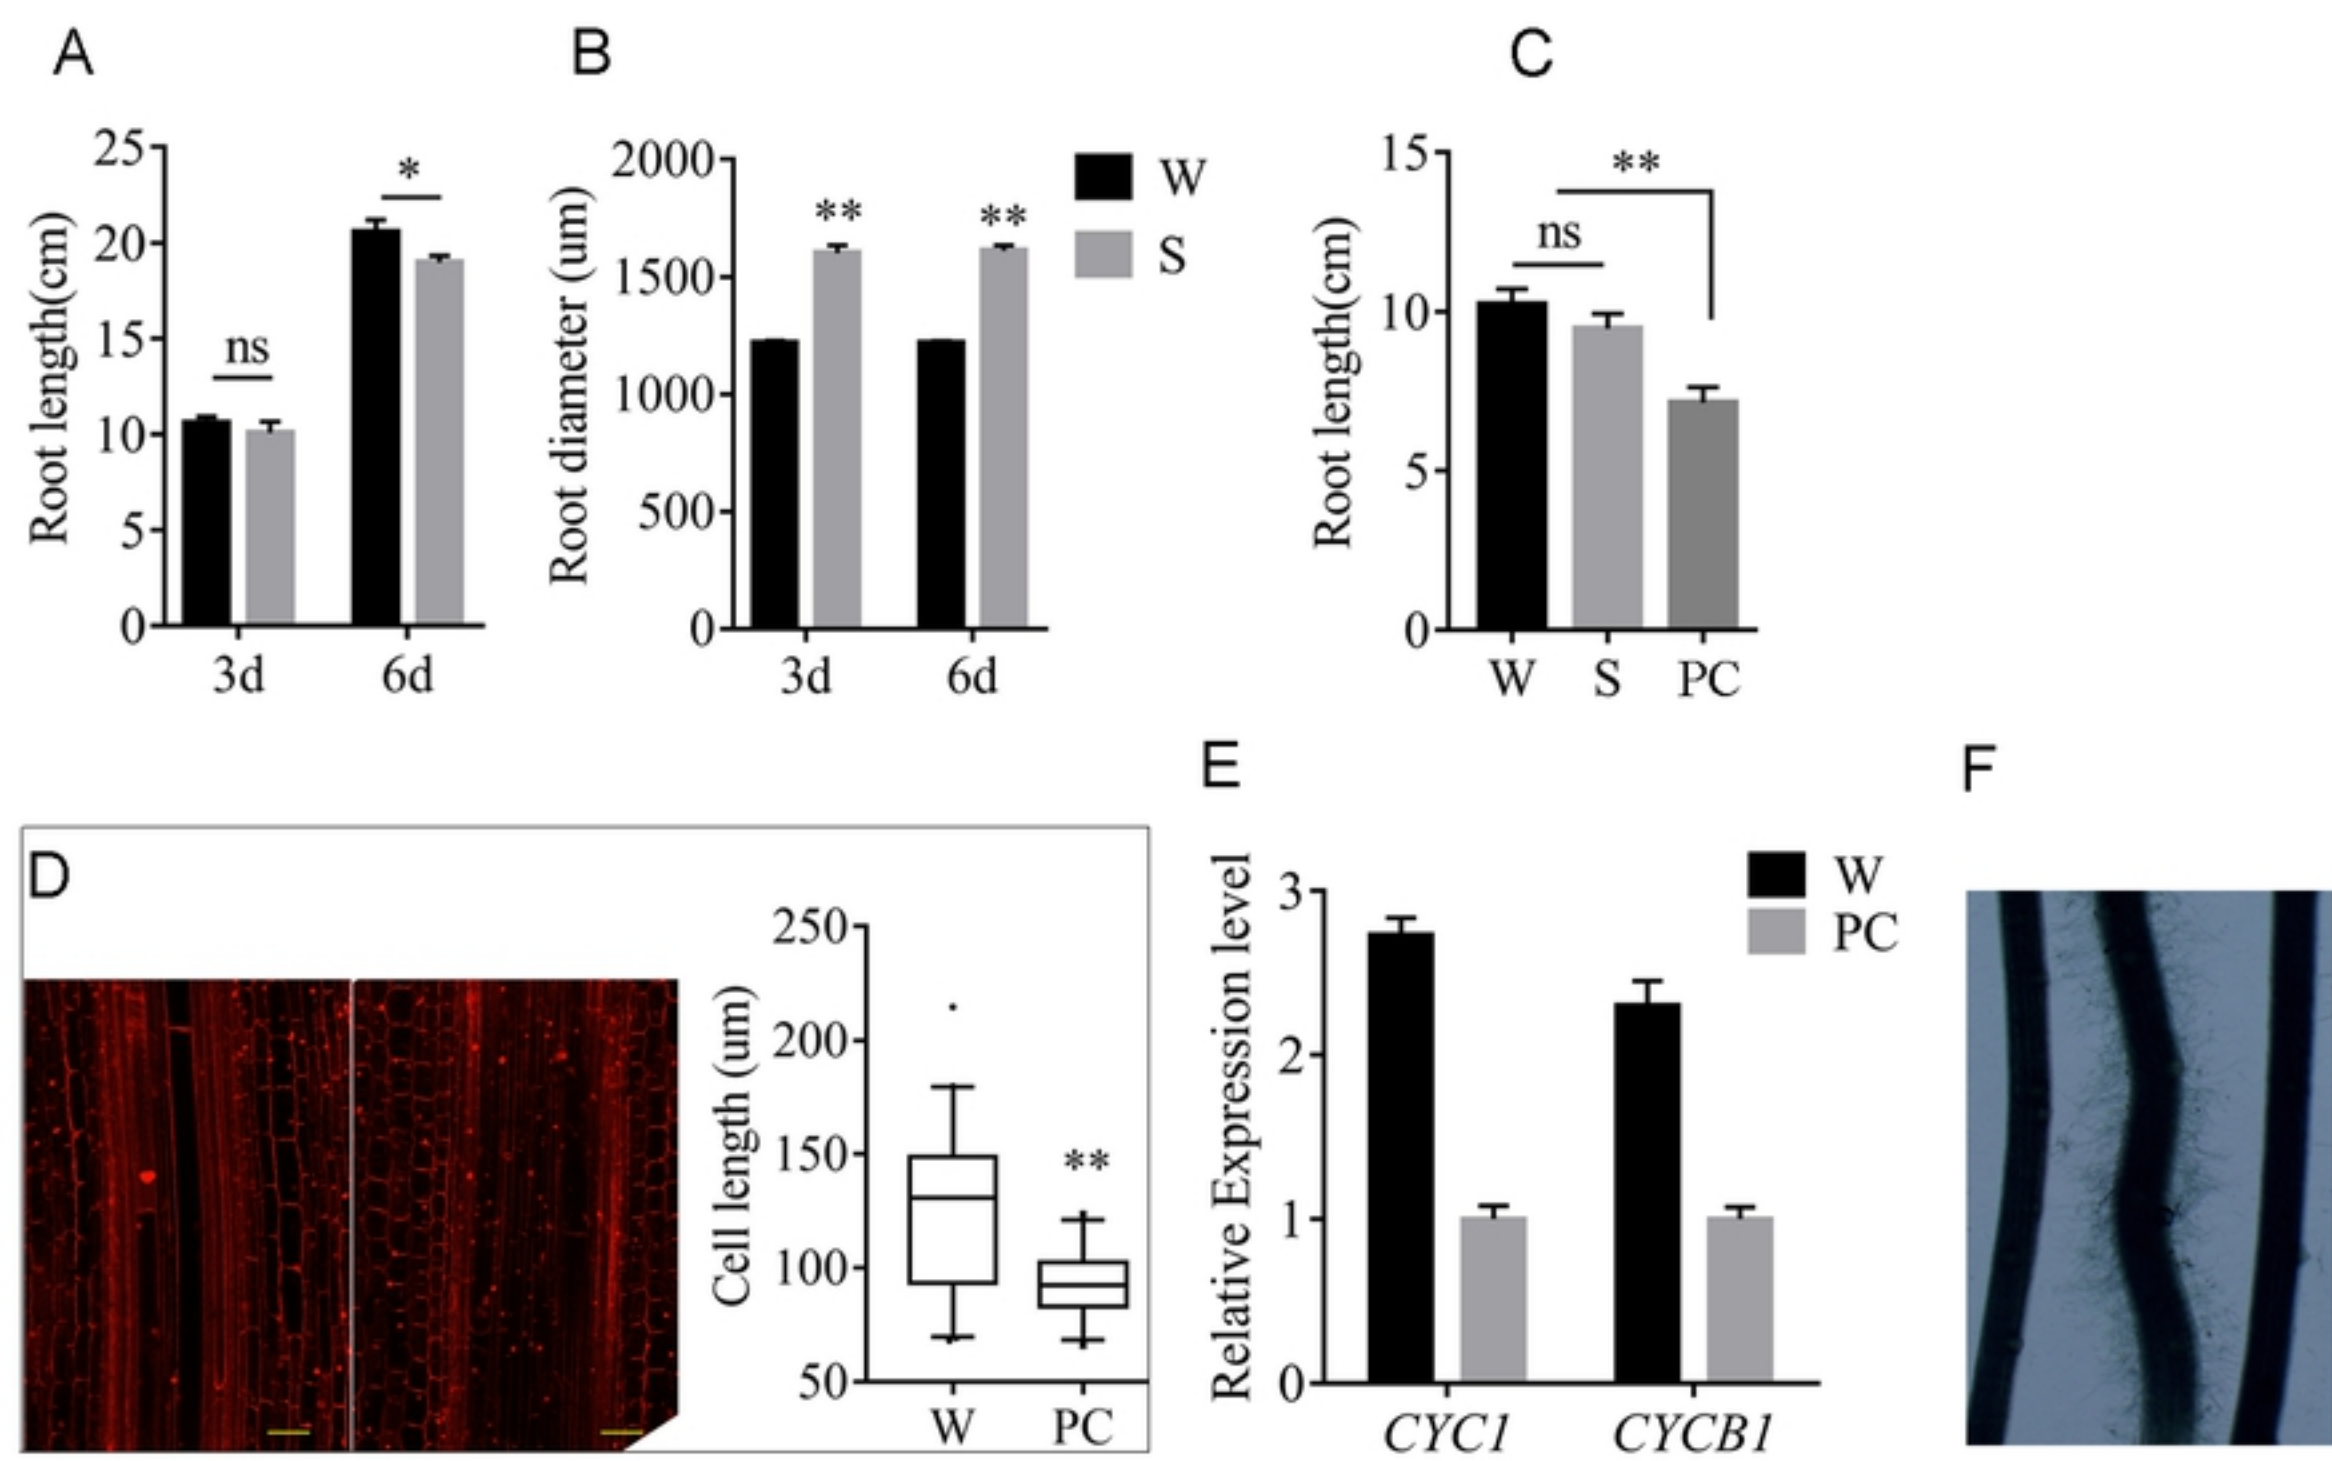 A
B
C
Root length(cm)
25
20
15
10
5
0
ns
*
3d
6d
Root diameter (um)
2000
1500
1000
500
0
**
**
3d
6d
W
S
Root length(cm)
15
10
5
0
ns
**
W
S
PC
D
E
F
Cell length (um)
250
200
150
100
50
**
W
PC
Relative Expression level
3
2
1
0
W
PC
CYC1
CYCB1